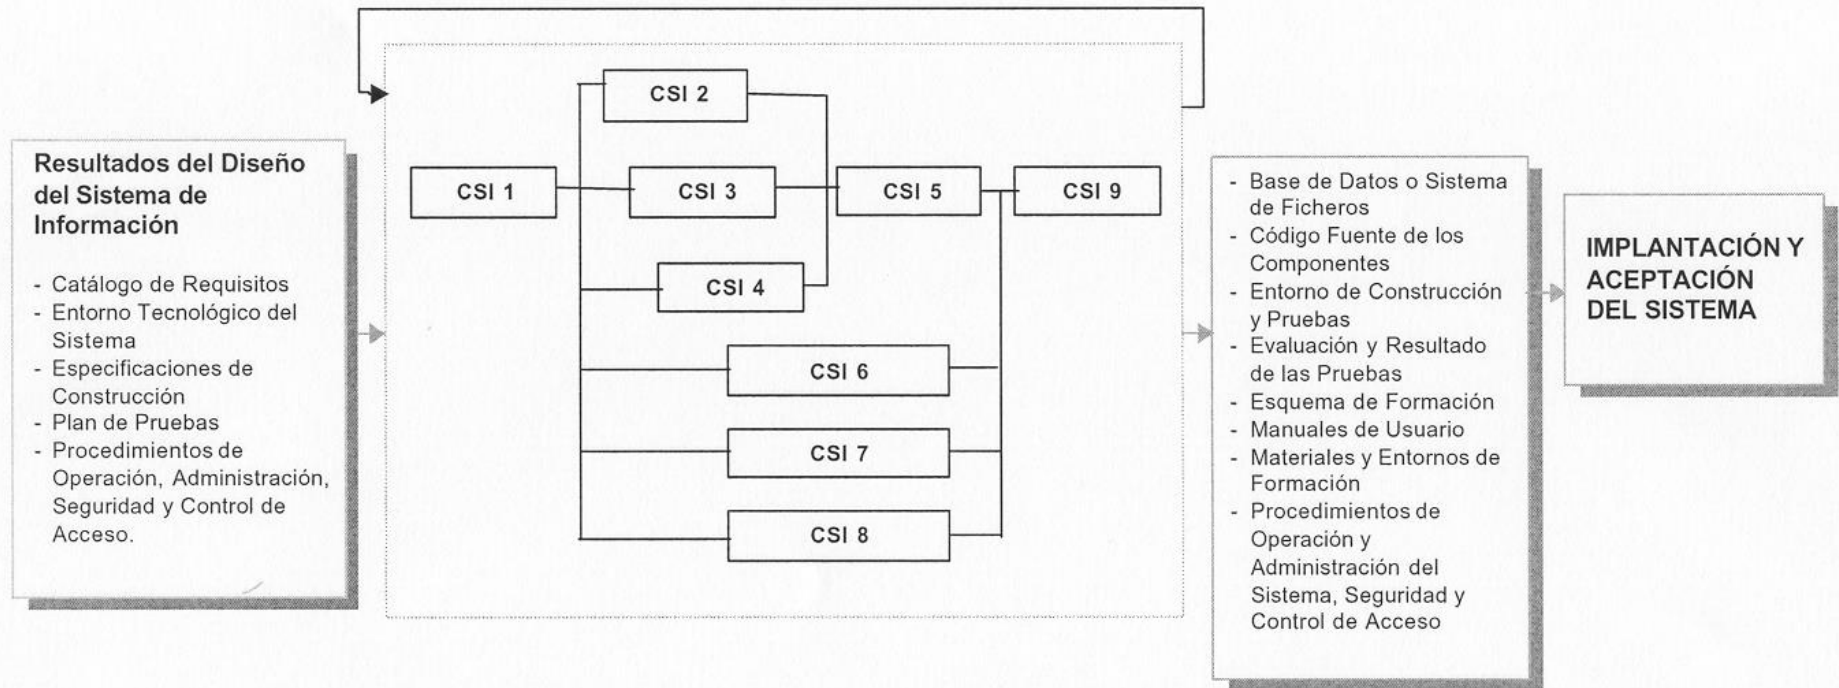 Resultados del Diseño
del Sistema de
Información
- Catálogo de Requisitos
- Entorno Tecnológico del
Sistema
- Especificaciones de
Construcción
- Plan de Pruebas
- Procedimientos de
Operación, Administración,
Seguridad y Control de
Acceso.
CSI 1
CSI 2
CSI 3
CSI 4
CSI 5
CSI 6
CSI 7
CSI 8
CSI 9
- Base de Datos o Sistema
de Ficheros
- Código Fuente de los
Componentes
- Entorno de Construcción
y Pruebas
- Evaluación y Resultado
de las Pruebas
- Esquema de Formación
- Manuales de Usuario
- Materiales y Entornos de
Formación
- Procedimientos de
Operación y
Administración del
Sistema, Seguridad y
Control de Acceso
IMPLANTACIÓN Y
ACEPTACIÓN
DEL SISTEMA